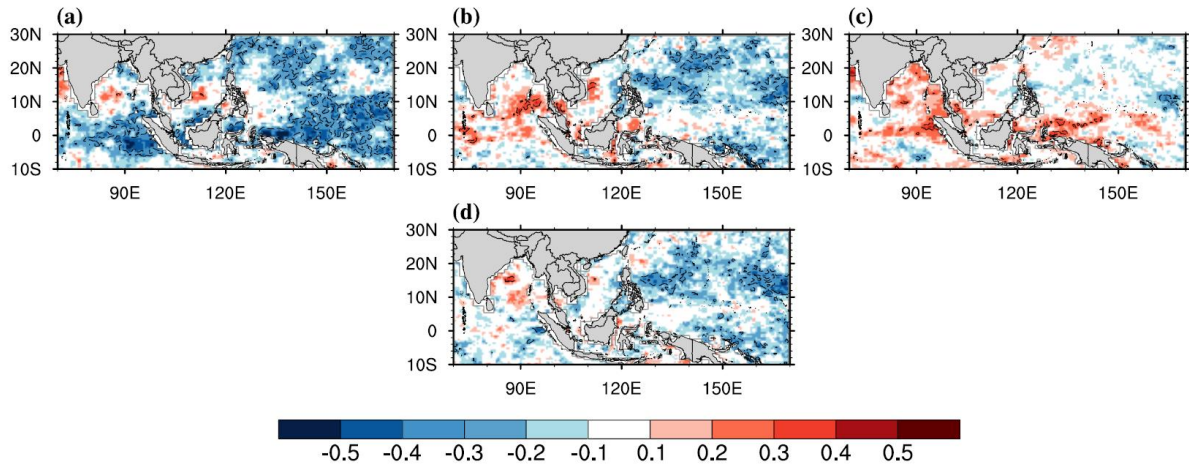 (a) (b) (c)
30N 30N 30N
20N 20N 20N
10N 10N 10N
0 0 0
10S 10S 10S
90E 120E 150E 90E 120E 150E 90E 120E 150E
(d)
30N
20N
10N
0
10S
90E 120E 150E
-0.5 -0.4 -0.3 -0.2 -0.1 0.1 0.2 0.3 0.4 0.5